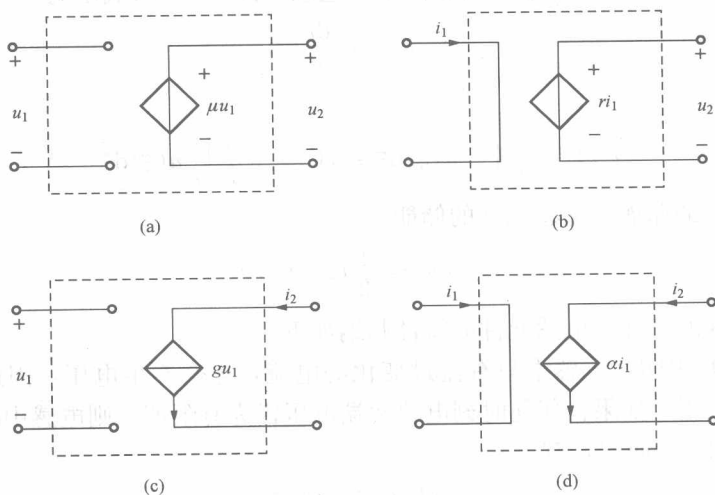 +
u₁
−
+
μu₁
−
+
u₂
−
(a)
i₁
+
ri₁
−
+
u₂
−
(b)
+
u₁
−
gu₁
i₂
(c)
i₁
αi₁
i₂
(d)